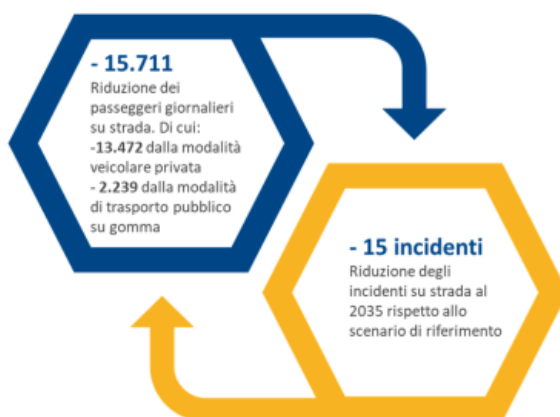 - 15.711
Riduzione dei
passeggeri giornalieri
su strada. Di cui:
-13.472 dalla modalità
veicolare privata
- 2.239 dalla modalità
di trasporto pubblico
su gomma
- 15 incidenti
Riduzione degli
incidenti su strada al
2035 rispetto allo
scenario di riferimento